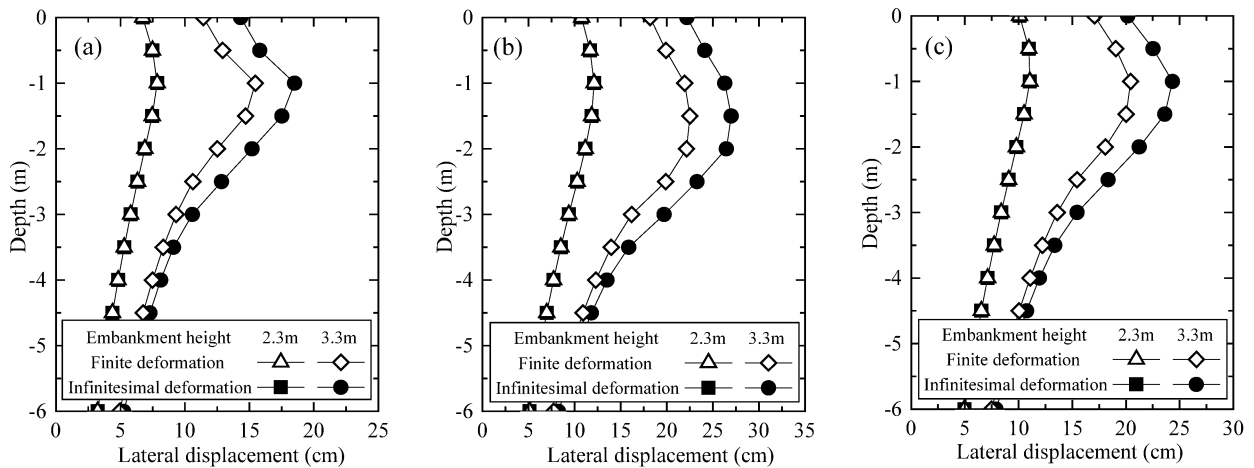 (a)
0
-1
-2
-3
-4
-5
-6
Depth (m)
Embankment height 2.3m 3.3m
Finite deformation
Infinitesimal deformation
0 5 10 15 20 25
Lateral displacement (cm)
(b)
0
-1
-2
-3
-4
-5
-6
Depth (m)
Embankment height 2.3m 3.3m
Finite deformation
Infinitesimal deformation
0 5 10 15 20 25 30 35
Lateral displacement (cm)
(c)
0
-1
-2
-3
-4
-5
-6
Depth (m)
Embankment height 2.3m 3.3m
Finite deformation
Infinitesimal deformation
0 5 10 15 20 25 30
Lateral displacement (cm)